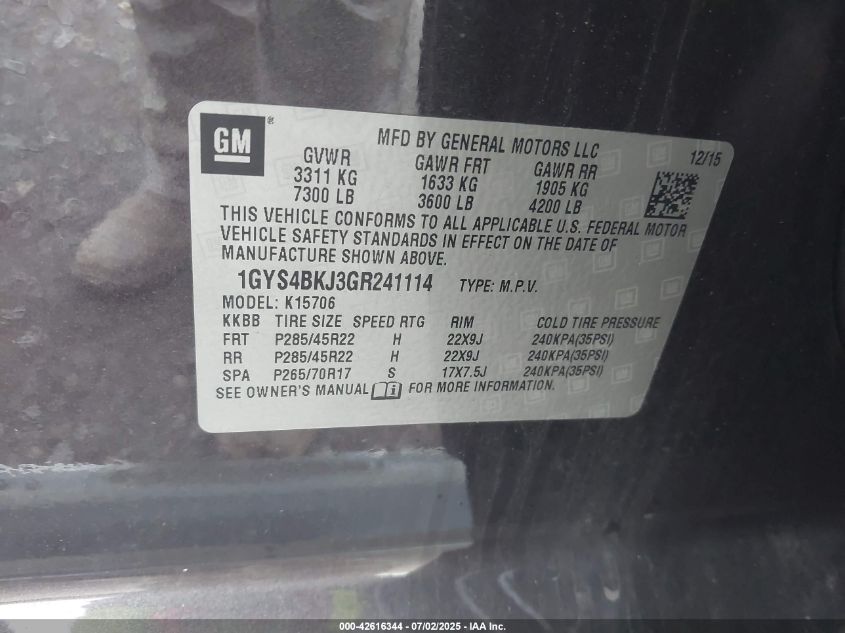 GM ®
MFD BY GENERAL MOTORS LLC 12/15
GVWR GAWR FRT GAWR RR
3311 KG 1633 KG 1905 KG
7300 LB 3600 LB 4200 LB
THIS VEHICLE CONFORMS TO ALL APPLICABLE U.S. FEDERAL MOTOR
VEHICLE SAFETY STANDARDS IN EFFECT ON THE DATE OF
MANUFACTURE SHOWN ABOVE.
1GYS4BKJ3GR241114 TYPE: M.P.V.
MODEL: K15706
KKBB TIRE SIZE SPEED RTG RIM COLD TIRE PRESSURE
FRT P285/45R22 H 22X9J 240KPA(35PSI)
RR P285/45R22 H 22X9J 240KPA(35PSI)
SPA P265/70R17 S 17X7.5J 240KPA(35PSI)
SEE OWNER'S MANUAL FOR MORE INFORMATION.
000-42616344 - 07/02/2025 - IAA Inc.